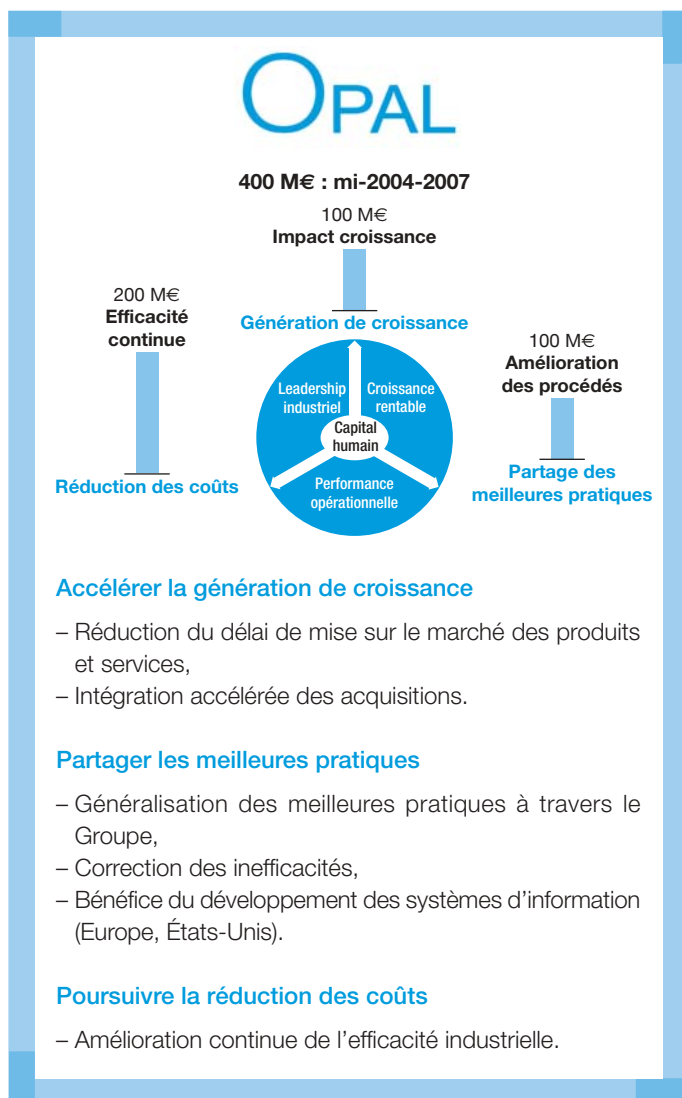 OPAL
400 M€ : mi-2004-2007
100 M€
Impact croissance
Génération de croissance
200 M€
Efficacité
continue
Réduction des coûts
100 M€
Amélioration
des procédés
Partage des
meilleures pratiques
Leadership
industriel
Croissance
rentable
Capital
humain
Performance
opérationnelle
Accélérer la génération de croissance
– Réduction du délai de mise sur le marché des produits
et services,
– Intégration accélérée des acquisitions.
Partager les meilleures pratiques
– Généralisation des meilleures pratiques à travers le
Groupe,
– Correction des inefficacités,
– Bénéfice du développement des systèmes d’information
(Europe, États-Unis).
Poursuivre la réduction des coûts
– Amélioration continue de l’efficacité industrielle.